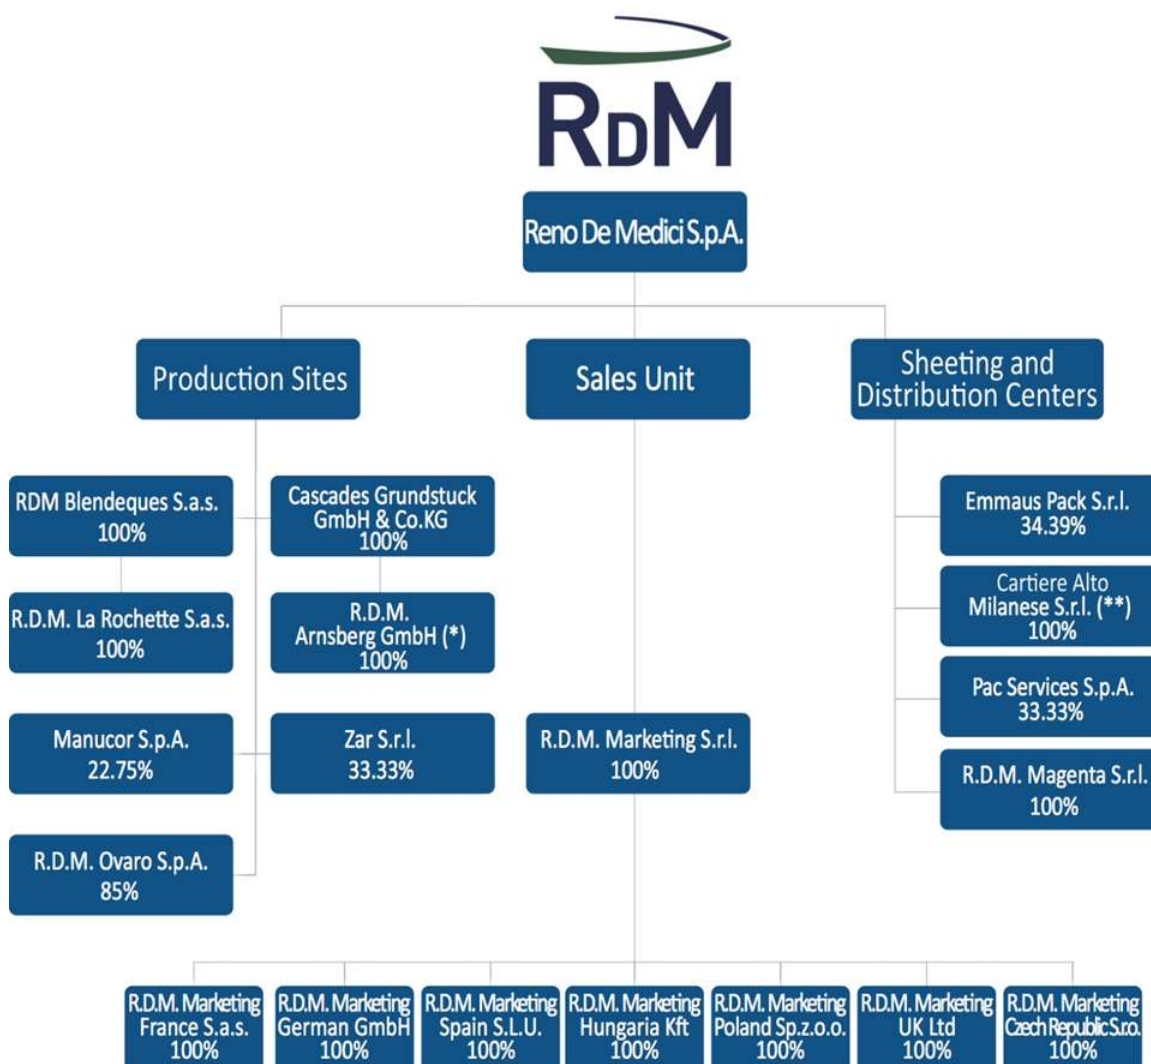 RDM
Reno De Medici S.p.A.
Production Sites
Sales Unit
Sheeting and
Distribution Centers
RDM Blendeques S.a.s.
100%
Cascades Grundstuck
GmbH & Co.KG
100%
R.D.M. La Rochette S.a.s.
100%
R.D.M.
Arnsberg GmbH (*)
100%
Manucor S.p.A.
22.75%
Zar S.r.l.
33.33%
R.D.M. Ovaro S.p.A.
85%
R.D.M. Marketing S.r.l.
100%
Emmaus Pack S.r.l.
34.39%
Cartiere Alto
Milanese S.r.l. (**)
100%
Pac Services S.p.A.
33.33%
R.D.M. Magenta S.r.l.
100%
R.D.M. Marketing
France S.a.s.
100%
R.D.M. Marketing
German GmbH
100%
R.D.M. Marketing
Spain S.L.U.
100%
R.D.M. Marketing
Hungaria Kft
100%
R.D.M. Marketing
Poland Sp.z.o.o.
100%
R.D.M. Marketing
UK Ltd
100%
R.D.M. Marketing
Czech Republic S.r.o.
100%